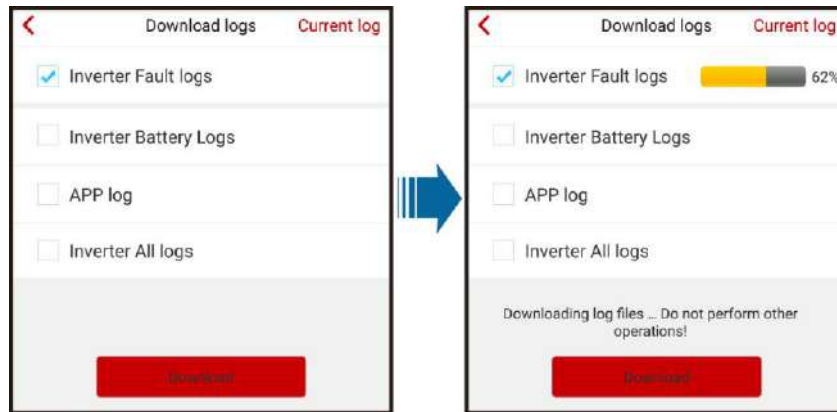 Download logs
Current log
Inverter Fault logs
Inverter Battery Logs
APP log
Inverter All logs
Download
Download logs
Current log
Inverter Fault logs
62%
Inverter Battery Logs
APP log
Inverter All logs
Downloading log files ... Do not perform other
operations!
Download